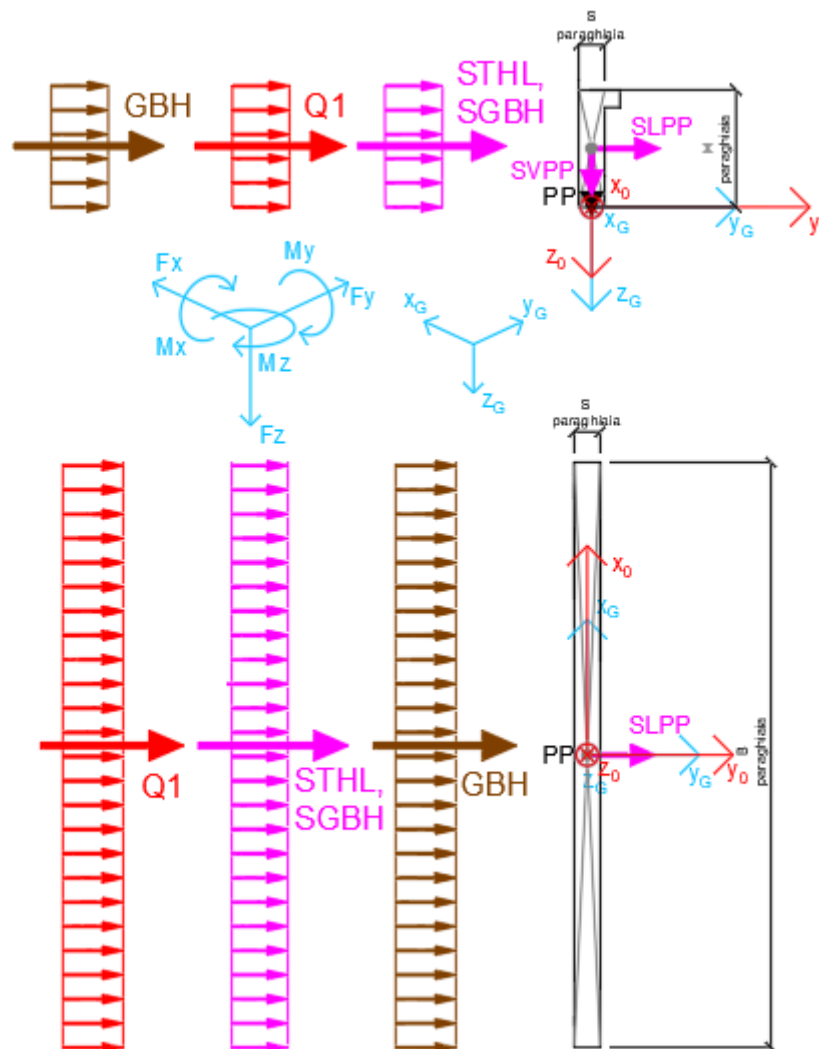 S
paraghiaia
GBH
Q1
STHL,
SGBH
SLPP
SVPP
H
paraghiaia
PP
x0
xG
yG
y
z0
zG
Fx
My
Fy
Mx
Mz
Fz
xG
yG
zG
S
paraghiaia
x0
xG
SLPP
PP
z0
zG
yG
y0
B
paraghiaia
Q1
STHL,
SGBH
GBH